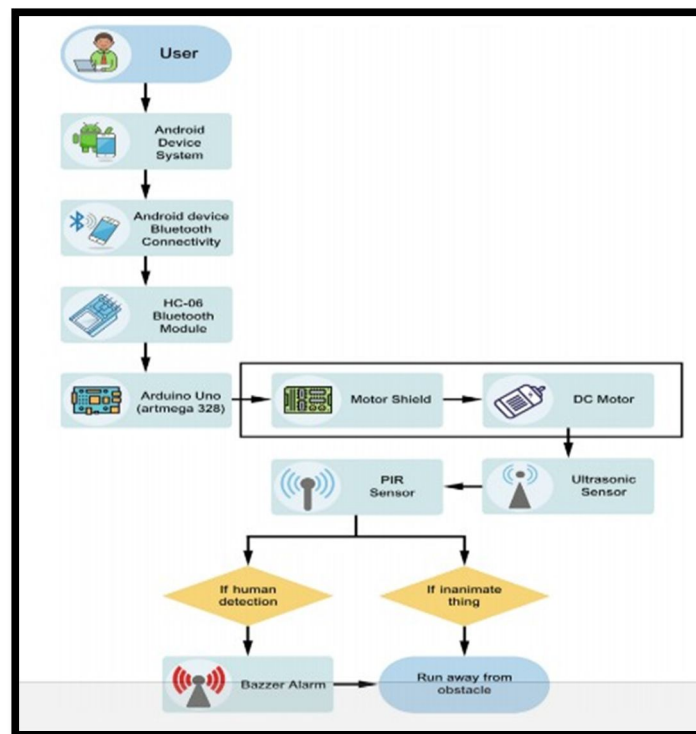 User
Android
Device
System
Android device
Bluetooth
Connectivity
HC-06
Bluetooth
Module
Arduino Uno
(artmega 328)
Motor Shield
DC Motor
PIR
Sensor
Ultrasonic
Sensor
If human
detection
If inanimate
thing
Bazzer Alarm
Run away from
obstacle